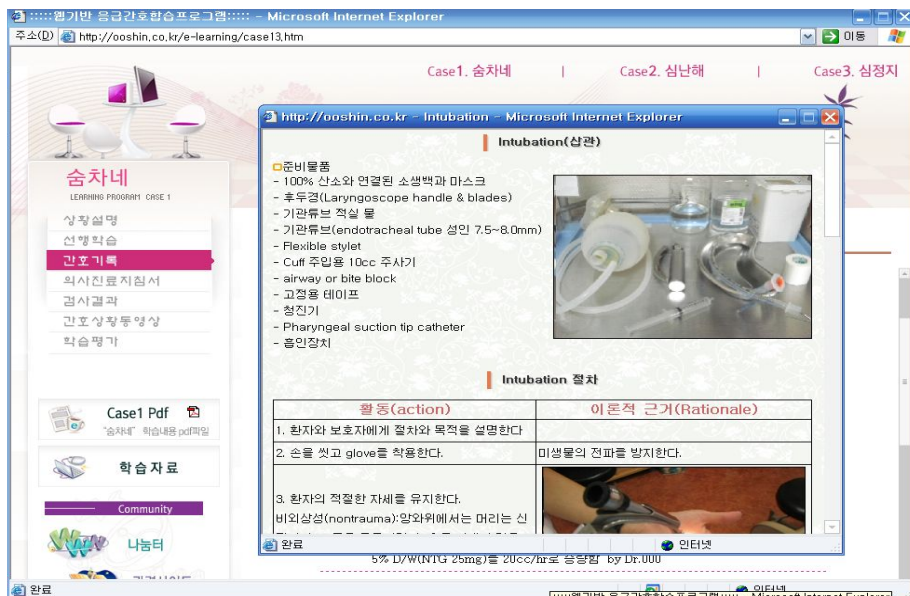 :::::웹기반 응급간호학습프로그램::::: - Microsoft Internet Explorer
주소(D) http://ooshin.co.kr/e-learning/case13.htm 이동
Case1. 숨차네 | Case2. 심난해 | Case3. 심정지
숨차네
LEARNING PROGRAM CASE 1
상황설명
선행학습
간호기록
의사진료지침서
검사결과
간호상황동영상
학습평가
Case1 Pdf
"숨차네" 학습내용 pdf파일
학습자료
Community
나눔터
http://ooshin.co.kr - Intubation - Microsoft Internet Explorer
Intubation(삽관)
준비물품
- 100% 산소와 연결된 소생백과 마스크
- 후두경(Laryngoscope handle & blades)
- 기관튜브 적실 물
- 기관튜브(endotracheal tube 성인 7.5~8.0mm)
- Flexible stylet
- Cuff 주입용 10cc 주사기
- airway or bite block
- 고정용 테이프
- 청진기
- Pharyngeal suction tip catheter
- 흡인장치
Intubation 절차
활동(action) 이론적 근거(Rationale)
1. 환자와 보호자에게 절차와 목적을 설명한다
2. 손을 씻고 glove를 착용한다. 미생물의 전파를 방지한다.
3. 환자의 적절한 자세를 유지한다.
비외상성(nontrauma):앙와위에서는 머리는 신
완료 인터넷
5% D/W(NTG 25mg)를 20cc/hr로 증량함 by Dr.000
완료 인터넷